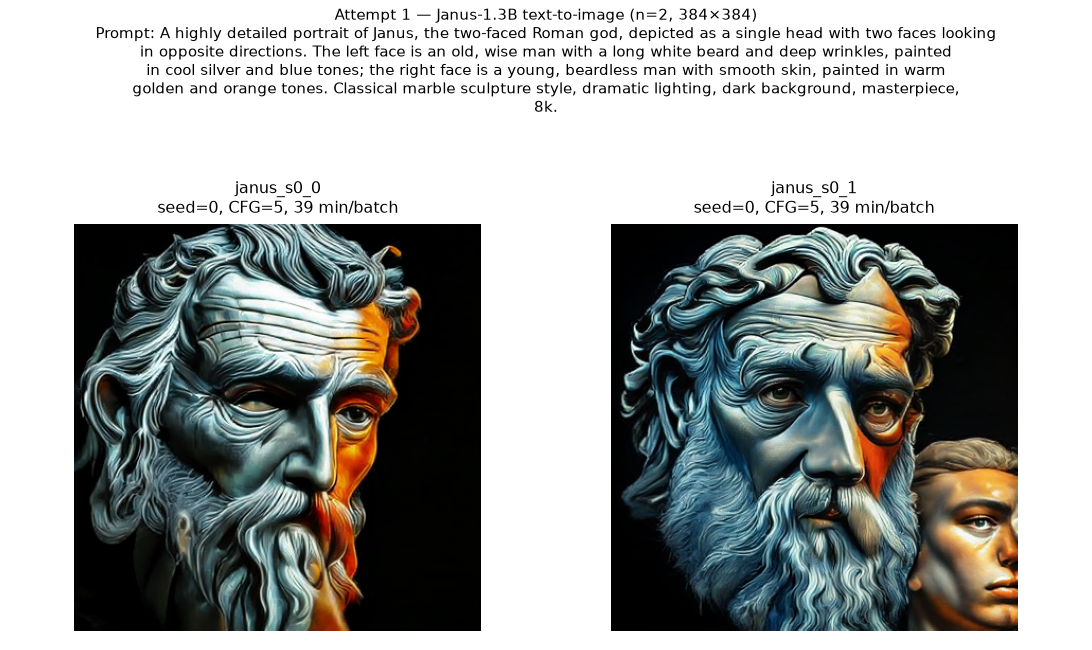 Attempt 1 — Janus-1.3B text-to-image (n=2, 384×384)
Prompt: A highly detailed portrait of Janus, the two-faced Roman god, depicted as a single head with two faces looking
in opposite directions. The left face is an old, wise man with a long white beard and deep wrinkles, painted
in cool silver and blue tones; the right face is a young, beardless man with smooth skin, painted in warm
golden and orange tones. Classical marble sculpture style, dramatic lighting, dark background, masterpiece,
8k.
janus_s0_0
seed=0, CFG=5, 39 min/batch
janus_s0_1
seed=0, CFG=5, 39 min/batch